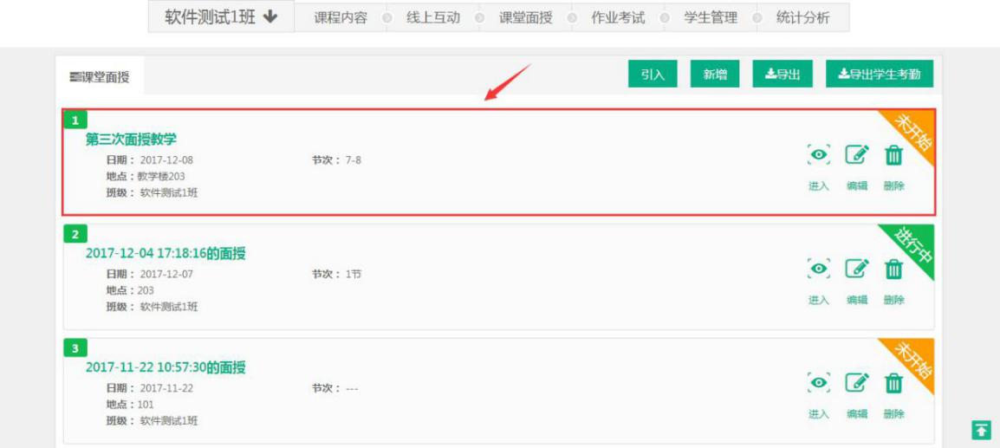 软件测试1班 课程内容 线上互动 课堂面授 作业考试 学生管理 统计分析
课堂面授 引入 新增 导出 导出学生考勤
1 未开始
第三次面授教学
日期： 2017-12-08 节次： 7-8
地点：教学楼203
班级： 软件测试1班
进入 编辑 删除
2 进行中
2017-12-04 17:18:16的面授
日期： 2017-12-07 节次： 1节
地点：203
班级： 软件测试1班
进入 编辑 删除
3 未开始
2017-11-22 10:57:30的面授
日期： 2017-11-22 节次： ---
地点：101
班级： 软件测试1班
进入 编辑 删除